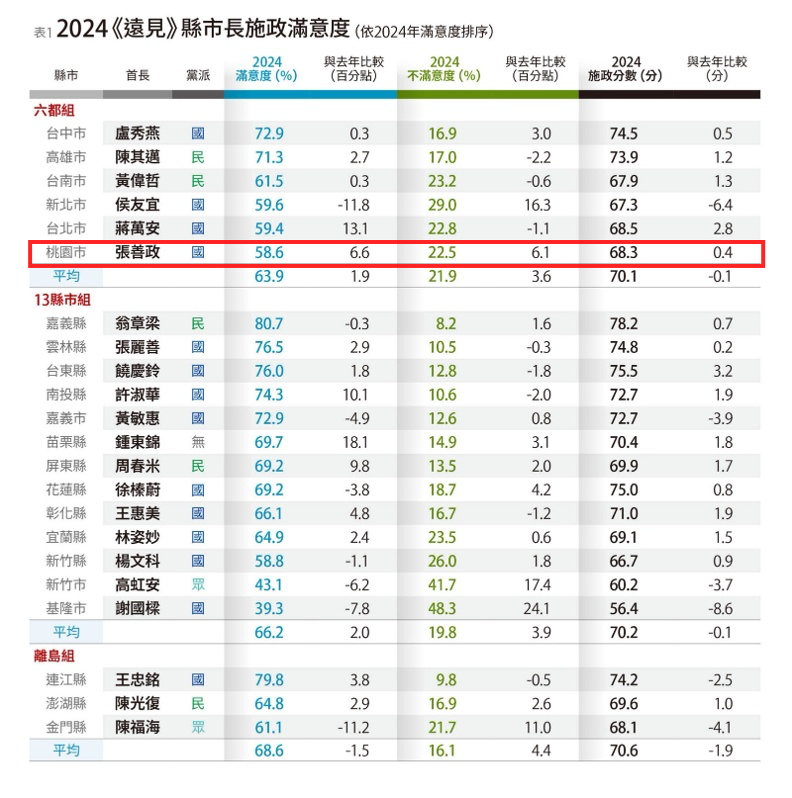 表1 2024《遠見》縣市長施政滿意度（依2024年滿意度排序）
縣市 首長 黨派 2024滿意度（%） 與去年比較（百分點） 2024不滿意度（%） 與去年比較（百分點） 2024施政分數（分） 與去年比較（分）
六都組
台中市 盧秀燕 國 72.9 0.3 16.9 3.0 74.5 0.5
高雄市 陳其邁 民 71.3 2.7 17.0 -2.2 73.9 1.2
台南市 黃偉哲 民 61.5 0.3 23.2 -0.6 67.9 1.3
新北市 侯友宜 國 59.6 -11.8 29.0 16.3 67.3 -6.4
台北市 蔣萬安 國 59.4 13.1 22.8 -1.1 68.5 2.8
桃園市 張善政 國 58.6 6.6 22.5 6.1 68.3 0.4
平均 63.9 1.9 21.9 3.6 70.1 -0.1
13縣市組
嘉義縣 翁章梁 民 80.7 -0.3 8.2 1.6 78.2 0.7
雲林縣 張麗善 國 76.5 2.9 10.5 -0.3 74.8 0.2
台東縣 饒慶鈴 國 76.0 1.8 12.8 -1.8 75.5 3.2
南投縣 許淑華 國 74.3 10.1 10.6 -2.0 72.7 1.9
嘉義市 黃敏惠 國 72.9 -4.9 12.6 0.8 72.7 -3.9
苗栗縣 鍾東錦 無 69.7 18.1 14.9 3.1 70.4 1.8
屏東縣 周春米 民 69.2 9.8 13.5 2.0 69.9 1.7
花蓮縣 徐榛蔚 國 69.2 -3.8 18.7 4.2 75.0 0.8
彰化縣 王惠美 國 66.1 4.8 16.7 -1.2 71.0 1.9
宜蘭縣 林姿妙 國 64.9 2.4 23.5 0.6 69.1 1.5
新竹縣 楊文科 國 58.8 -1.1 26.0 1.8 66.7 0.9
新竹市 高虹安 眾 43.1 -6.2 41.7 17.4 60.2 -3.7
基隆市 謝國樑 國 39.3 -7.8 48.3 24.1 56.4 -8.6
平均 66.2 2.0 19.8 3.9 70.2 -0.1
離島組
連江縣 王忠銘 國 79.8 3.8 9.8 -0.5 74.2 -2.5
澎湖縣 陳光復 民 64.8 2.9 16.9 2.6 69.6 1.0
金門縣 陳福海 眾 61.1 -11.2 21.7 11.0 68.1 -4.1
平均 68.6 -1.5 16.1 4.4 70.6 -1.9